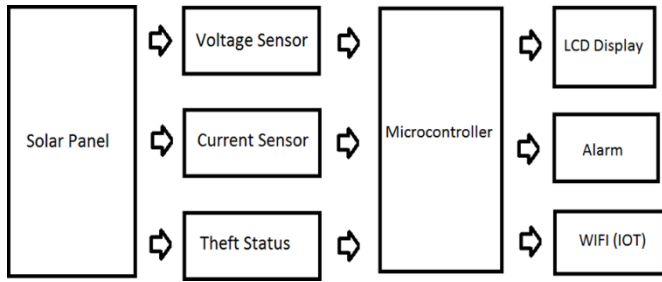 Solar Panel
Voltage Sensor
Current Sensor
Theft Status
Microcontroller
LCD Display
Alarm
WIFI (IOT)